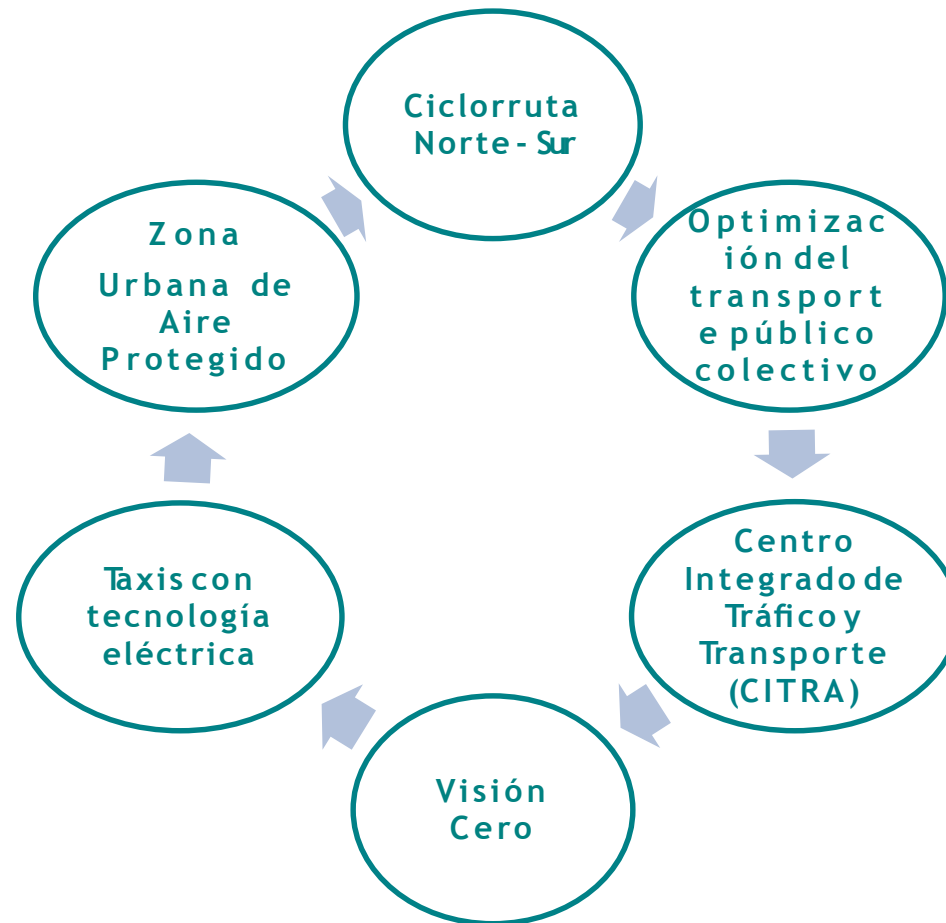 Ciclorruta
Norte- Sur
Optimizac
ión del
transport
e público
colectivo
Centro
Integrado de
Tráfico y
Transporte
(CITRA)
Visión
Cero
Taxis con
tecnología
eléctrica
Zona
Urbana de
Aire
Protegido